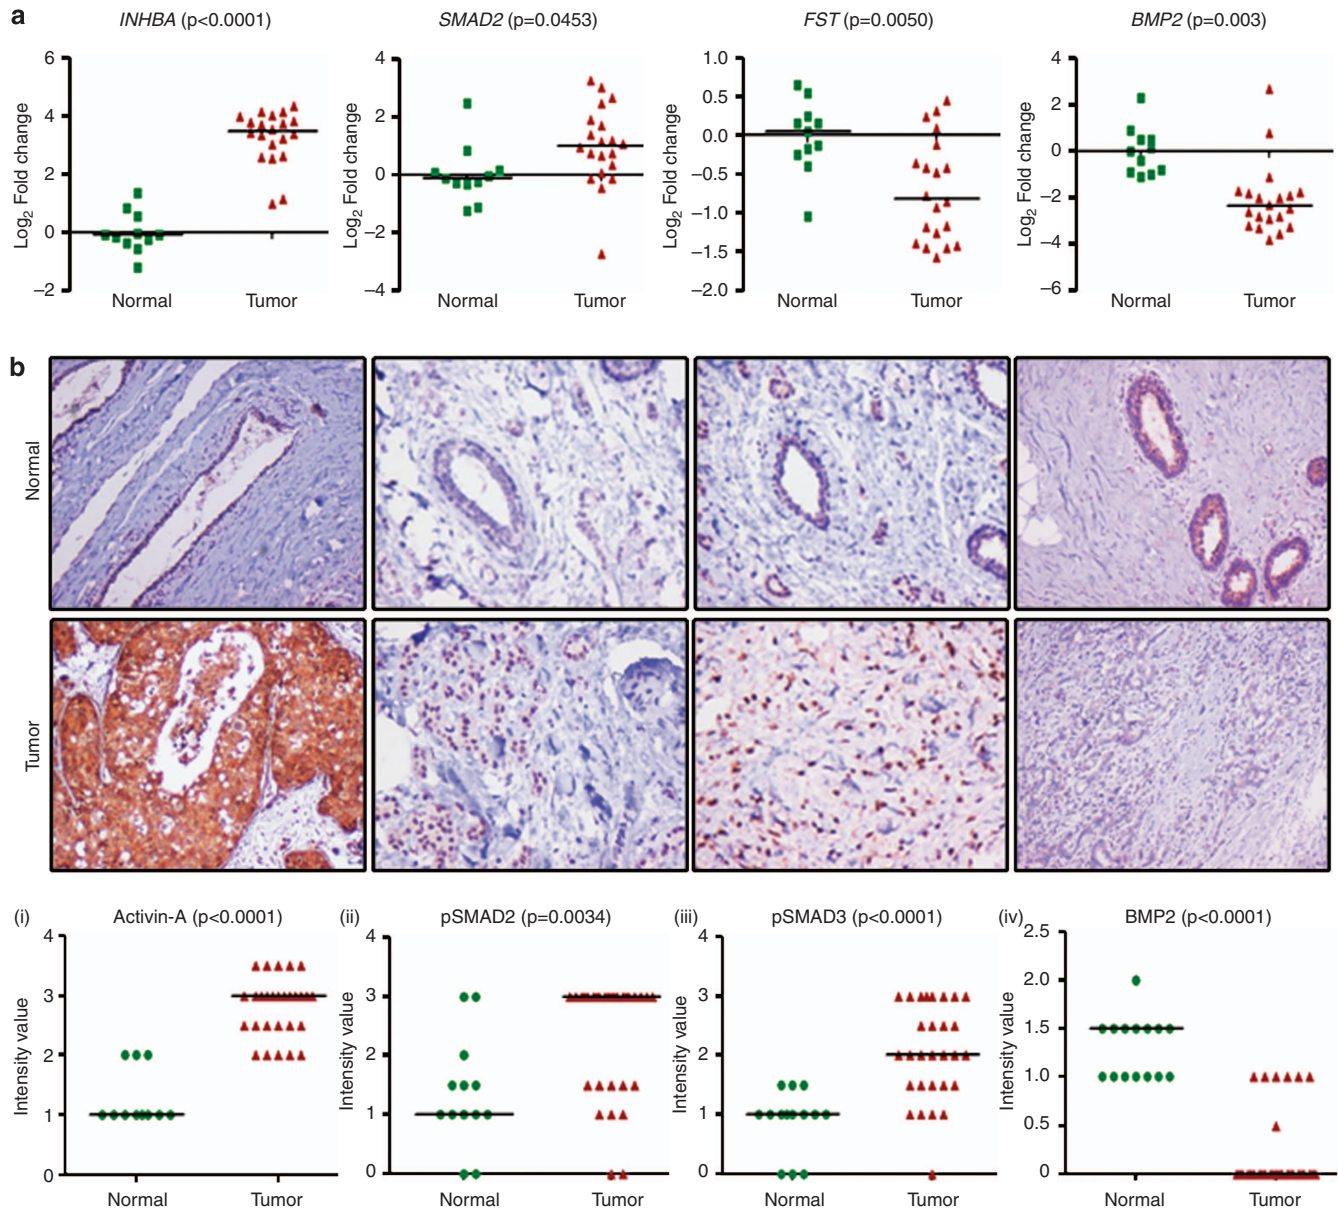 a
INHBA (p<0.0001)
SMAD2 (p=0.0453)
FST (p=0.0050)
BMP2 (p=0.003)
Log2 Fold change
6
4
2
0
–2
Normal
Tumor
Log2 Fold change
4
2
0
–2
–4
Normal
Tumor
Log2 Fold change
1.0
0.5
0.0
–0.5
–1.0
–1.5
–2.0
Normal
Tumor
Log2 Fold change
4
2
0
–2
–4
–6
Normal
Tumor
b
Normal
Tumor
(i)
Activin-A (p<0.0001)
Intensity value
4
3
2
1
0
Normal
Tumor
(ii)
pSMAD2 (p=0.0034)
Intensity value
4
3
2
1
0
Normal
Tumor
(iii)
pSMAD3 (p<0.0001)
Intensity value
4
3
2
1
0
Normal
Tumor
(iv)
BMP2 (p<0.0001)
Intensity value
2.5
2.0
1.5
1.0
0.5
0
Normal
Tumor